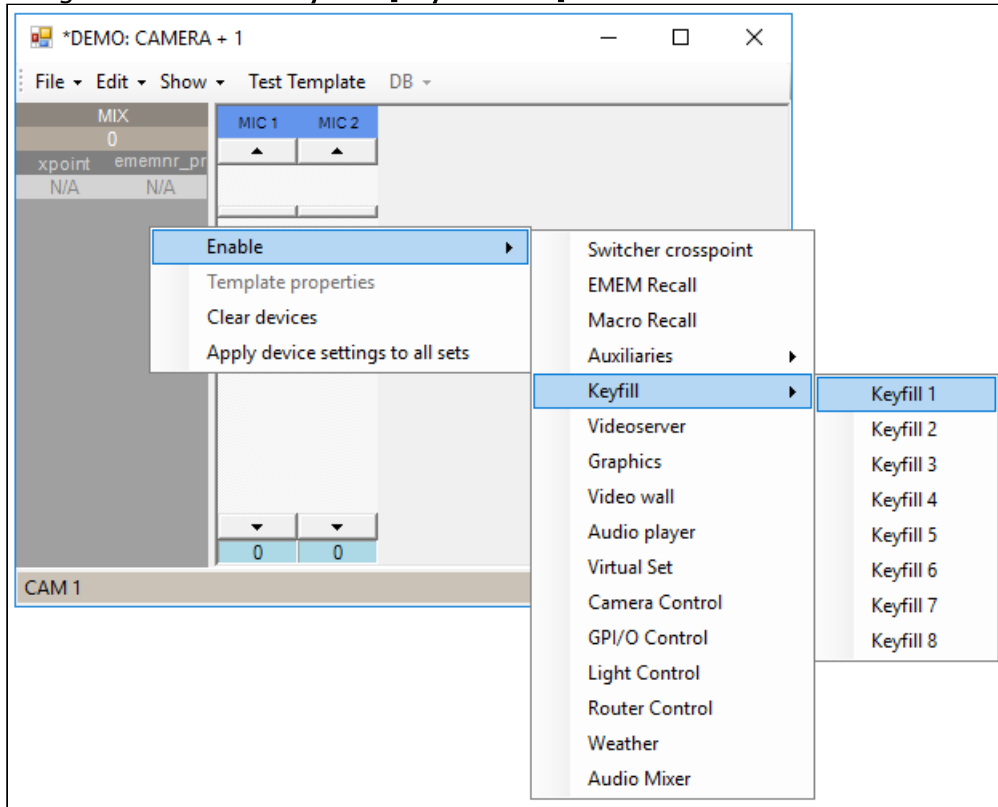 *DEMO: CAMERA + 1
File Edit Show Test Template DB
MIX
0
xpoint ememnr_pr
N/A N/A
MIC 1 MIC 2
Enable
Template properties
Clear devices
Apply device settings to all sets
Switcher crosspoint
EMEM Recall
Macro Recall
Auxiliaries
Keyfill
Videoserver
Graphics
Video wall
Audio player
Virtual Set
Camera Control
GPI/O Control
Light Control
Router Control
Weather
Audio Mixer
Keyfill 1
Keyfill 2
Keyfill 3
Keyfill 4
Keyfill 5
Keyfill 6
Keyfill 7
Keyfill 8
0 0
CAM 1